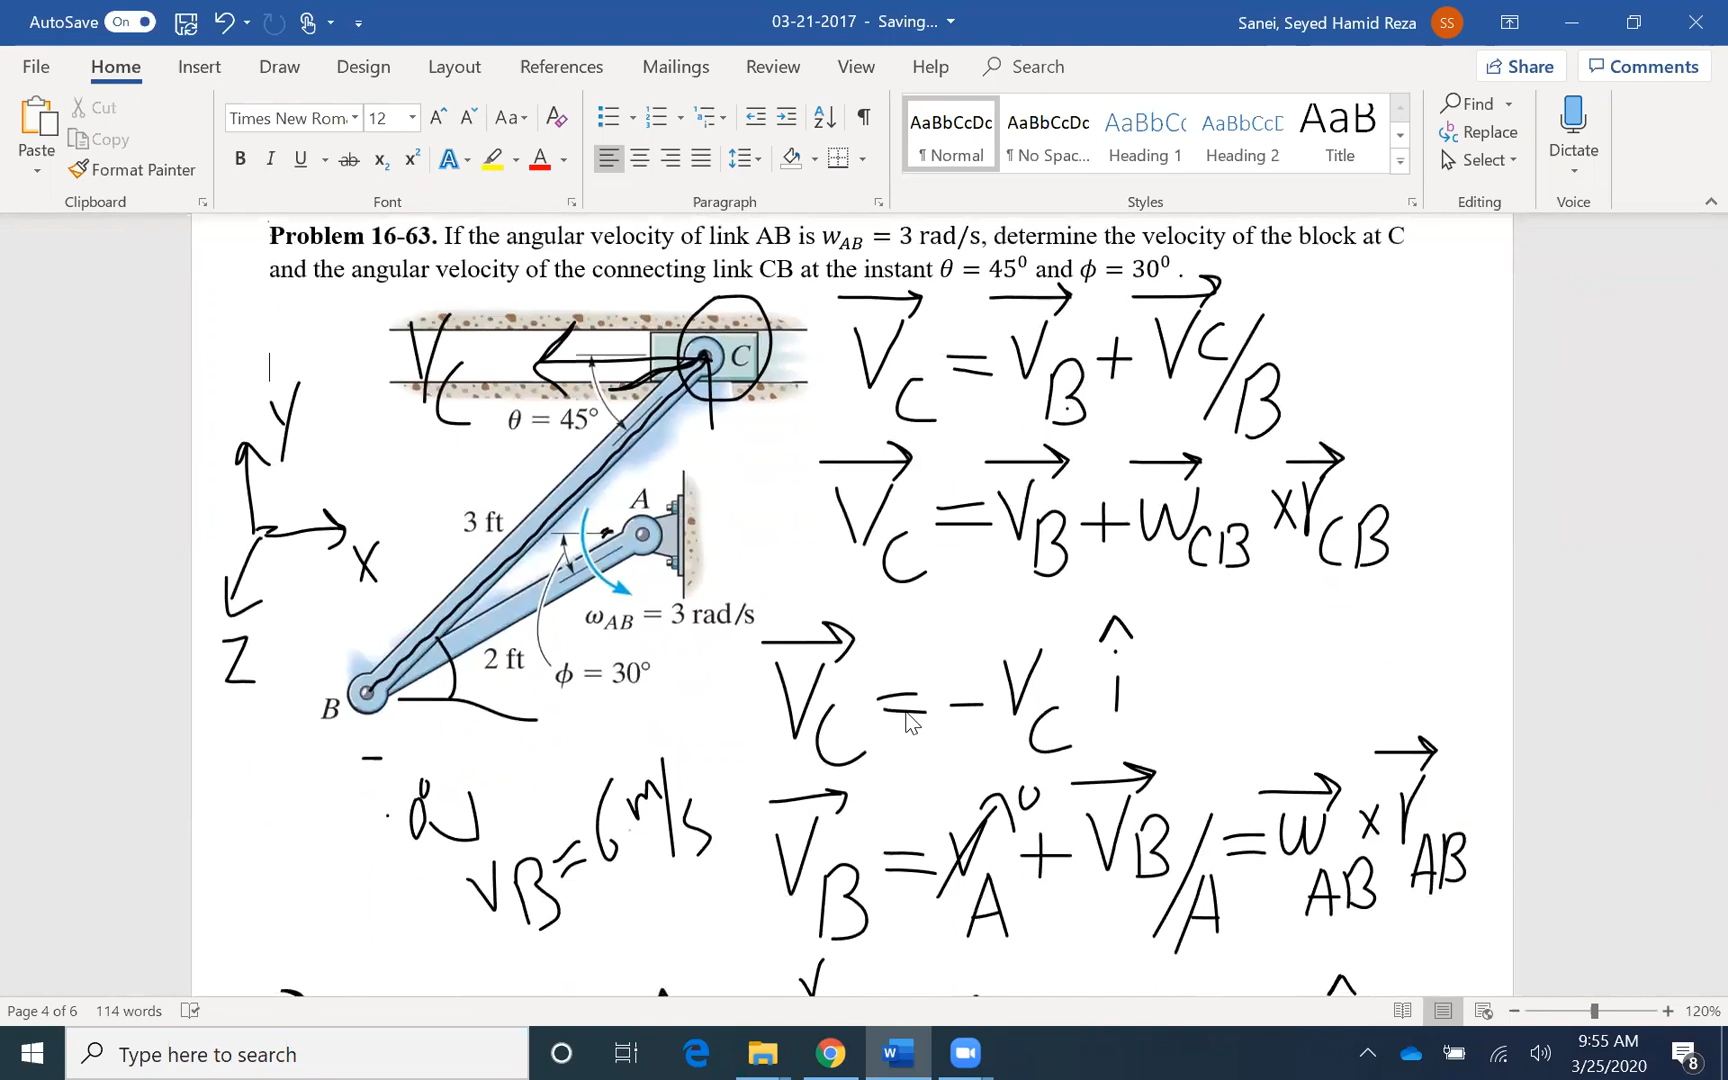 AutoSave On 03-21-2017 - Saving... Sanei, Seyed Hamid Reza SS
File Home Insert Draw Design Layout References Mailings Review View Help Search Share Comments
Paste Cut Copy Format Painter
Times New Rom 12
AaBbCcDc ¶ Normal
AaBbCcDc ¶ No Spac...
AaBbCc Heading 1
AaBbCcD Heading 2
AaB Title
Find Replace Select
Dictate
Clipboard Font Paragraph Styles Editing Voice
Problem 16-63. If the angular velocity of link AB is w_AB = 3 rad/s, determine the velocity of the block at C
and the angular velocity of the connecting link CB at the instant θ = 45⁰ and ϕ = 30⁰ .
V_C C
θ = 45°
Y
X
Z
3 ft
A
ω_AB = 3 rad/s
2 ft
ϕ = 30°
B
V_C = V_B + V_C/B
V_C = V_B + W_CB × r_CB
V_C = - V_C î
V_B = 6 m/s
V_B = V_A 0 + V_B/A = W_AB × r_AB
Page 4 of 6 114 words 120%
Type here to search
9:55 AM
3/25/2020
8